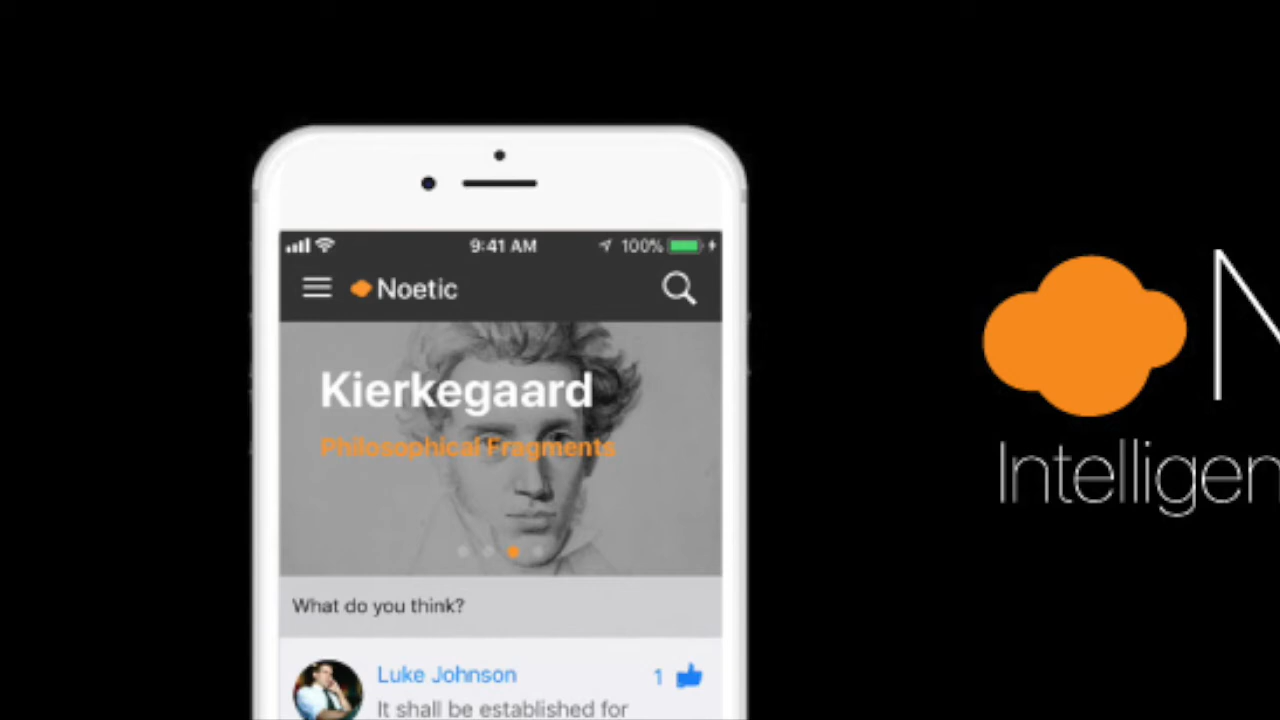 9:41 AM 100%
Noetic
Kierkegaard
Philosophical Fragments
What do you think?
Luke Johnson 1
It shall be established for
N
Intelligen